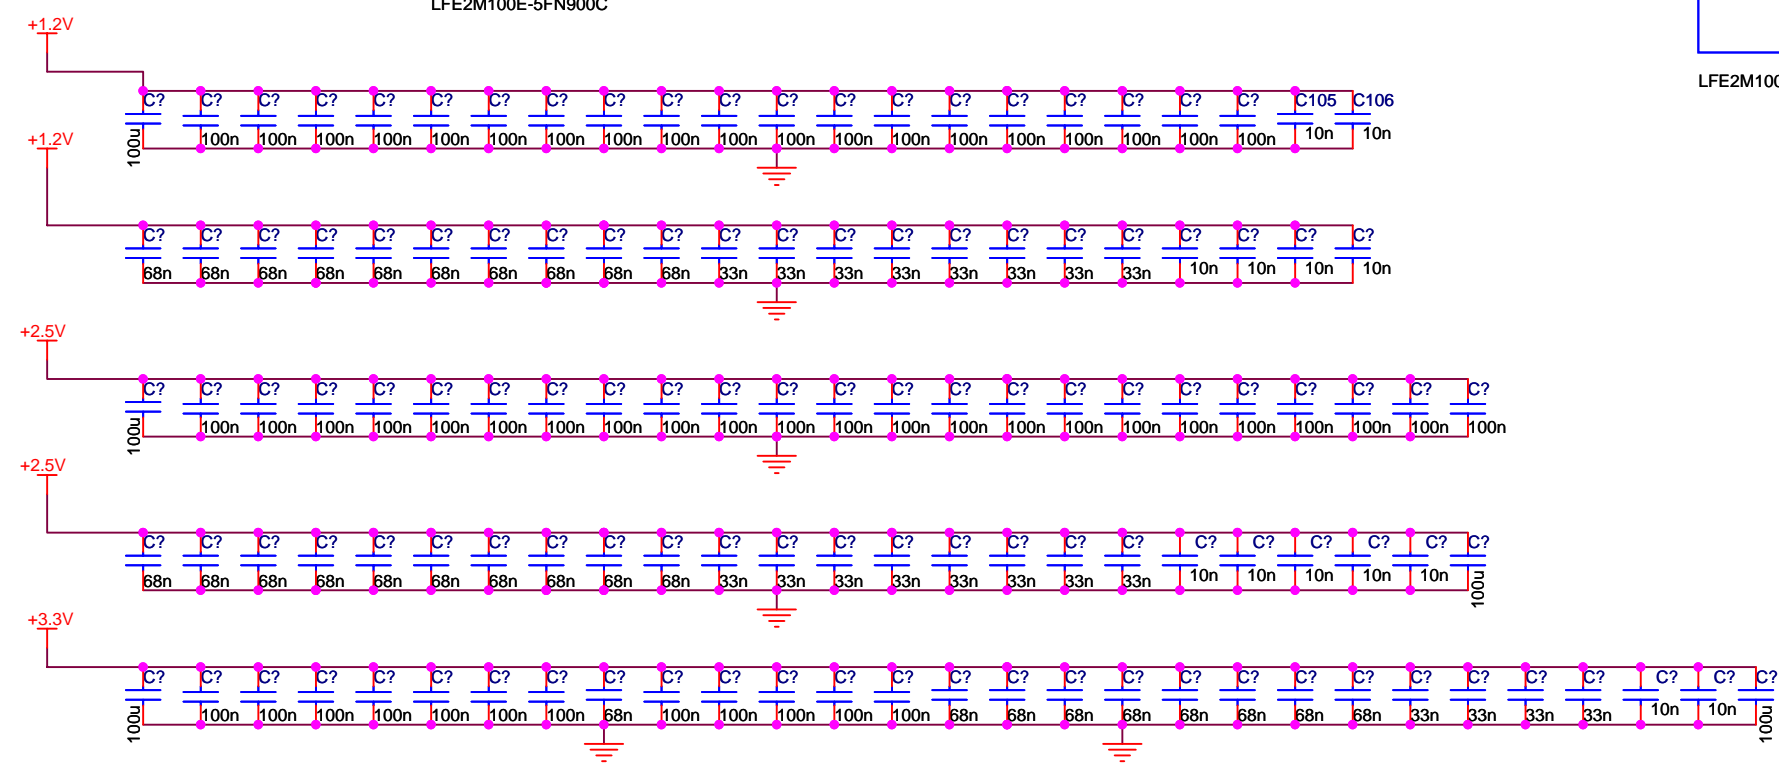 LFE2M100E-5FN900C
+1.2V
LFE2M100
C? C? C? C? C? C? C? C? C? C? C? C? C? C? C? C? C? C? C? C? C105 C106
100u 100n 100n 100n 100n 100n 100n 100n 100n 100n 100n 100n 100n 100n 100n 100n 100n 100n 100n 100n 10n 10n
+1.2V
C? C? C? C? C? C? C? C? C? C? C? C? C? C? C? C? C? C? C? C? C? C?
68n 68n 68n 68n 68n 68n 68n 68n 68n 68n 33n 33n 33n 33n 33n 33n 33n 33n 10n 10n 10n 10n
+2.5V
C? C? C? C? C? C? C? C? C? C? C? C? C? C? C? C? C? C? C? C? C? C? C? C?
100u 100n 100n 100n 100n 100n 100n 100n 100n 100n 100n 100n 100n 100n 100n 100n 100n 100n 100n 100n 100n 100n 100n 100n
+2.5V
C? C? C? C? C? C? C? C? C? C? C? C? C? C? C? C? C? C? C? C? C? C? C? C?
68n 68n 68n 68n 68n 68n 68n 68n 68n 68n 33n 33n 33n 33n 33n 33n 33n 33n 10n 10n 10n 10n 10n 100u
+3.3V
C? C? C? C? C? C? C? C? C? C? C? C? C? C? C? C? C? C? C? C? C? C? C? C? C? C? C? C? C?
100u 100n 100n 100n 100n 100n 100n 100n 68n 100n 100n 100n 100n 100n 68n 68n 68n 68n 68n 68n 68n 68n 33n 33n 33n 33n 10n 10n 100u